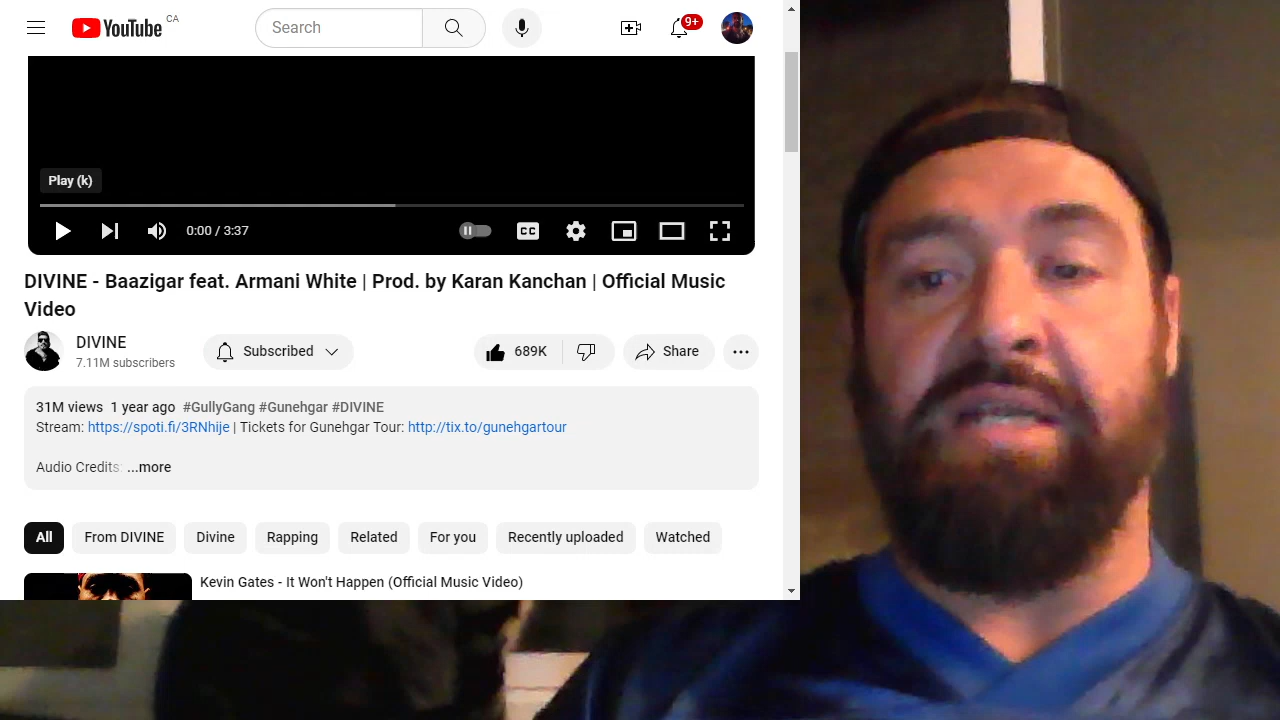 YouTube CA
Search
9+
Play (k)
0:00 / 3:37
CC
DIVINE - Baazigar feat. Armani White | Prod. by Karan Kanchan | Official Music
Video
DIVINE
7.11M subscribers
Subscribed
689K
Share
31M views 1 year ago #GullyGang #Gunehgar #DIVINE
Stream: https://spoti.fi/3RNhije | Tickets for Gunehgar Tour: http://tix.to/gunehgartour
Audio Credits: ...more
All
From DIVINE
Divine
Rapping
Related
For you
Recently uploaded
Watched
Kevin Gates - It Won't Happen (Official Music Video)